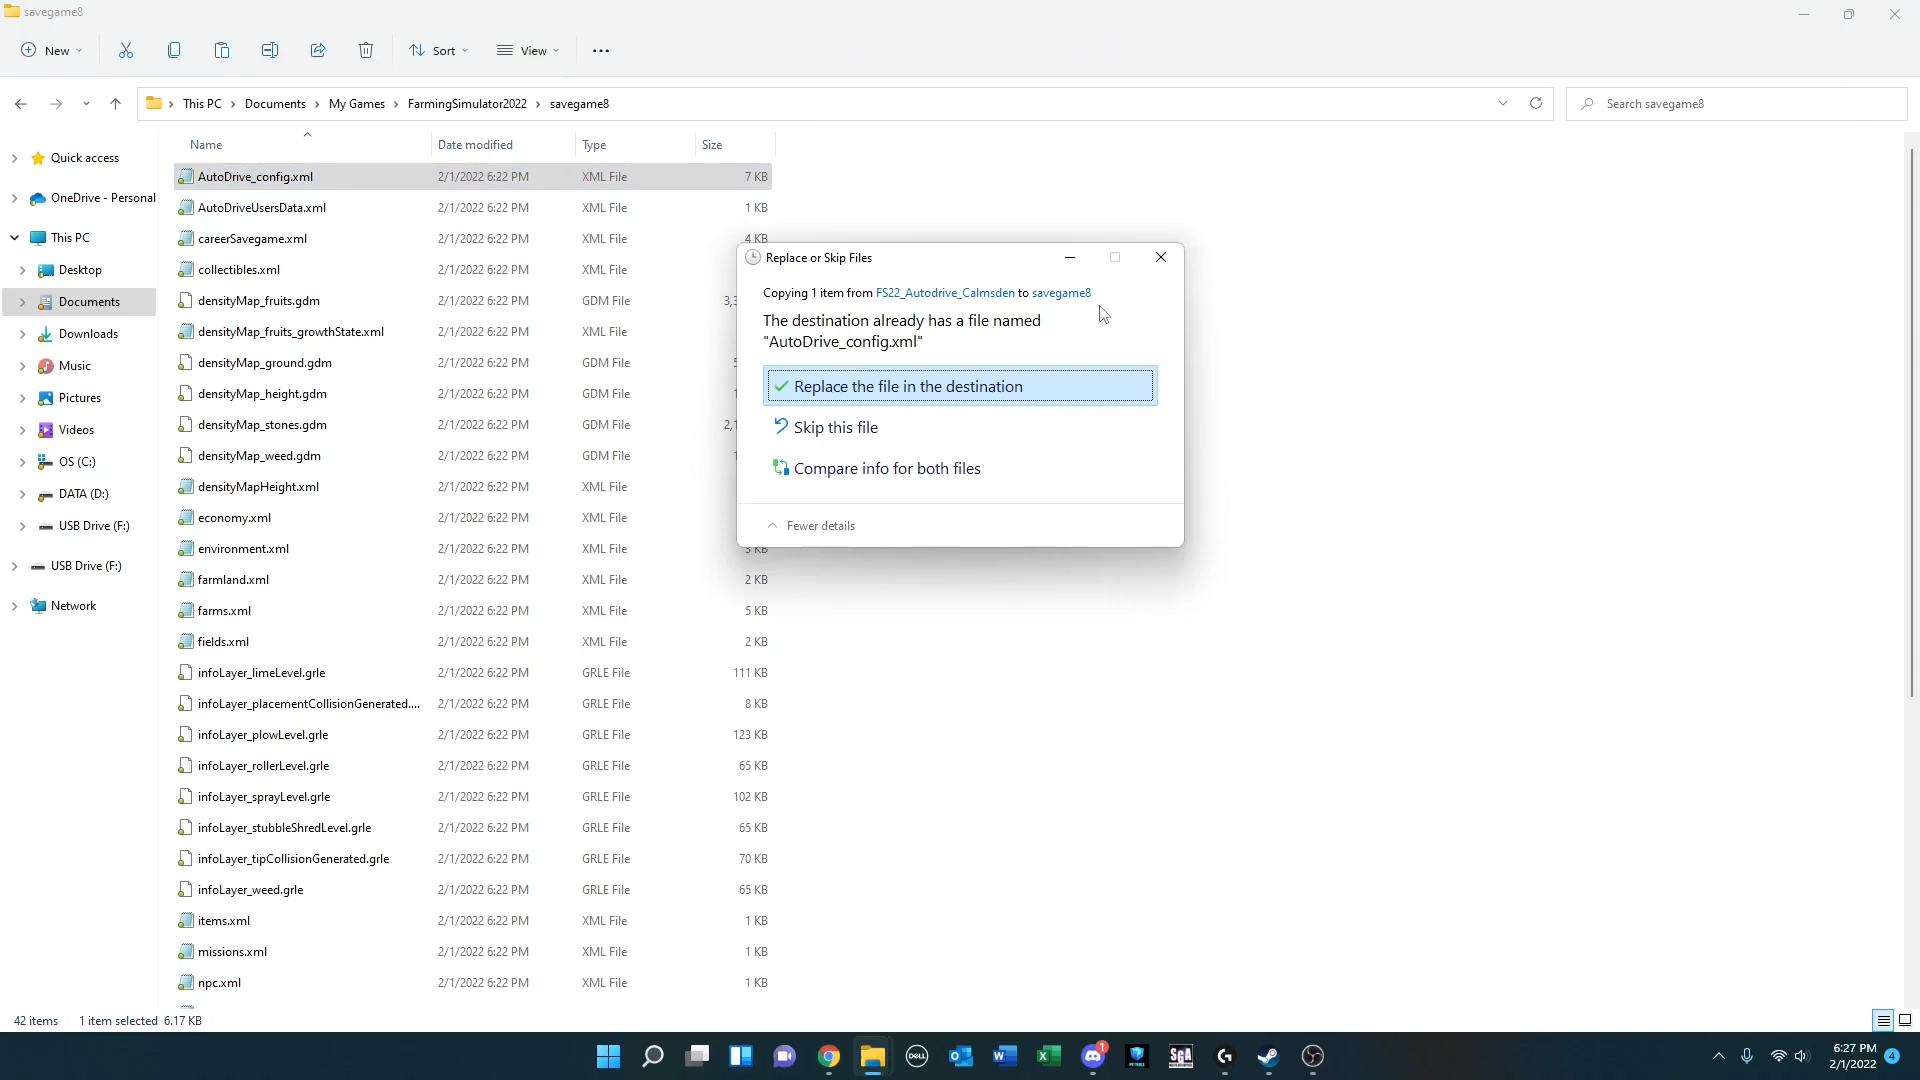 savegame8
New
Sort
View
This PC > Documents > My Games > FarmingSimulator2022 > savegame8
Search savegame8
Quick access
OneDrive - Personal
This PC
Desktop
Documents
Downloads
Music
Pictures
Videos
OS (C:)
DATA (D:)
USB Drive (F:)
USB Drive (F:)
Network
Name Date modified Type Size
AutoDrive_config.xml 2/1/2022 6:22 PM XML File 7 KB
AutoDriveUsersData.xml 2/1/2022 6:22 PM XML File 1 KB
careerSavegame.xml 2/1/2022 6:22 PM XML File 4 KB
collectibles.xml 2/1/2022 6:22 PM XML File
densityMap_fruits.gdm 2/1/2022 6:22 PM GDM File
densityMap_fruits_growthState.xml 2/1/2022 6:22 PM XML File
densityMap_ground.gdm 2/1/2022 6:22 PM GDM File
densityMap_height.gdm 2/1/2022 6:22 PM GDM File
densityMap_stones.gdm 2/1/2022 6:22 PM GDM File
densityMap_weed.gdm 2/1/2022 6:22 PM GDM File
densityMapHeight.xml 2/1/2022 6:22 PM XML File
economy.xml 2/1/2022 6:22 PM XML File
environment.xml 2/1/2022 6:22 PM XML File 3 KB
farmland.xml 2/1/2022 6:22 PM XML File 2 KB
farms.xml 2/1/2022 6:22 PM XML File 5 KB
fields.xml 2/1/2022 6:22 PM XML File 2 KB
infoLayer_limeLevel.grle 2/1/2022 6:22 PM GRLE File 111 KB
infoLayer_placementCollisionGenerated.... 2/1/2022 6:22 PM GRLE File 8 KB
infoLayer_plowLevel.grle 2/1/2022 6:22 PM GRLE File 123 KB
infoLayer_rollerLevel.grle 2/1/2022 6:22 PM GRLE File 65 KB
infoLayer_sprayLevel.grle 2/1/2022 6:22 PM GRLE File 102 KB
infoLayer_stubbleShredLevel.grle 2/1/2022 6:22 PM GRLE File 65 KB
infoLayer_tipCollisionGenerated.grle 2/1/2022 6:22 PM GRLE File 70 KB
infoLayer_weed.grle 2/1/2022 6:22 PM GRLE File 65 KB
items.xml 2/1/2022 6:22 PM XML File 1 KB
missions.xml 2/1/2022 6:22 PM XML File 1 KB
npc.xml 2/1/2022 6:22 PM XML File 1 KB
Replace or Skip Files
Copying 1 item from FS22_Autodrive_Calmsden to savegame8
The destination already has a file named
"AutoDrive_config.xml"
Replace the file in the destination
Skip this file
Compare info for both files
Fewer details
42 items 1 item selected 6.17 KB
DELL
SGA
1
6:27 PM
2/1/2022
4